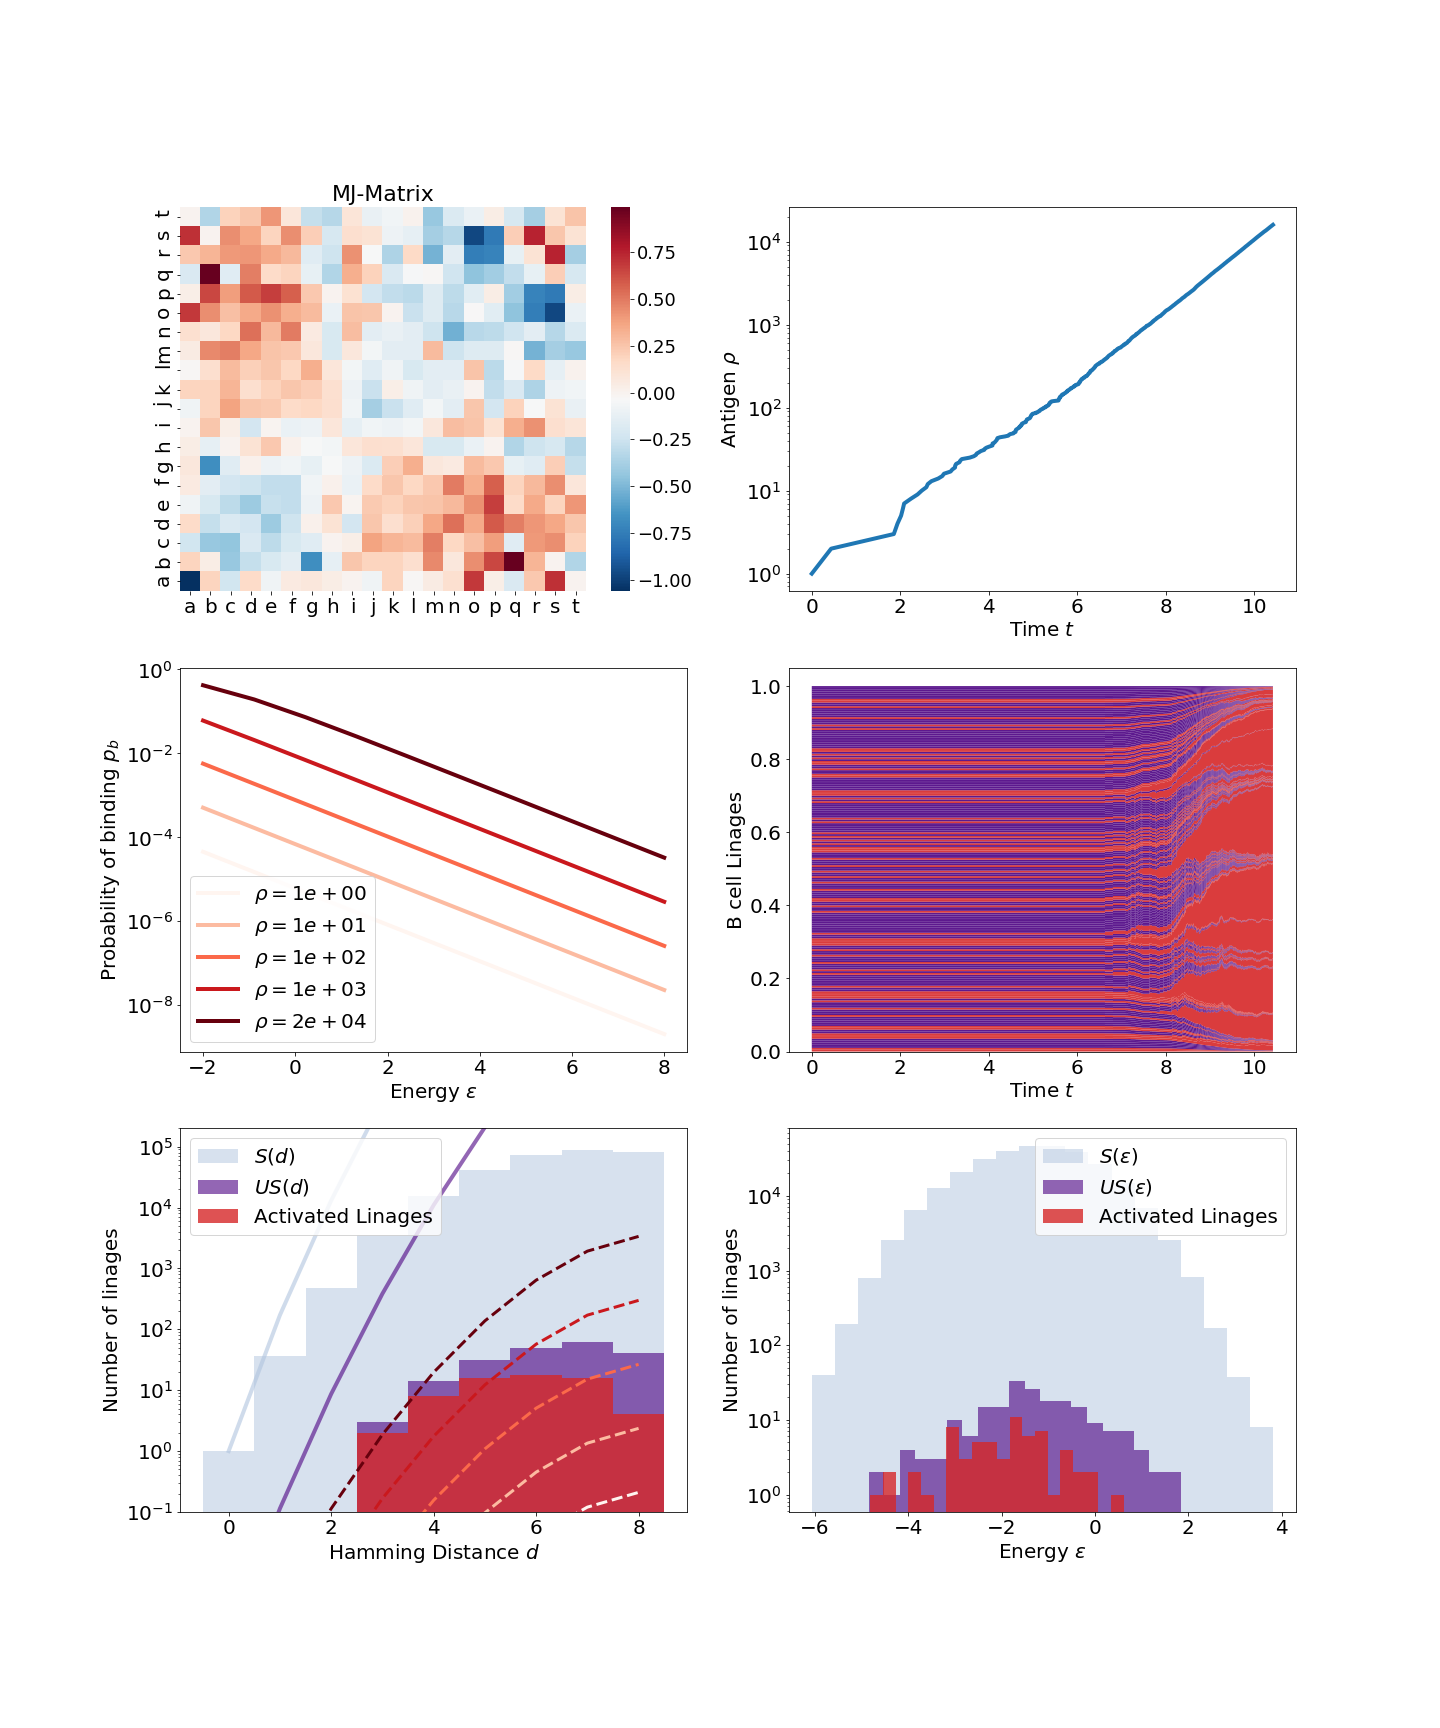 MJ-Matrix
t
s
r
q
p
o
n
m
l
k
j
i
h
g
f
e
d
c
b
a
a b c d e f g h i j k l m n o p q r s t
0.75
0.50
0.25
0.00
−0.25
−0.50
−0.75
−1.00
Antigen ρ
10⁴
10³
10²
10¹
10⁰
0 2 4 6 8 10
Time t
Probability of binding p_b
10⁰
10⁻²
10⁻⁴
10⁻⁶
10⁻⁸
ρ = 1e + 00
ρ = 1e + 01
ρ = 1e + 02
ρ = 1e + 03
ρ = 2e + 04
−2 0 2 4 6 8
Energy ε
B cell Linages
1.0
0.8
0.6
0.4
0.2
0.0
0 2 4 6 8 10
Time t
Number of linages
10⁵
10⁴
10³
10²
10¹
10⁰
10⁻¹
S(d)
US(d)
Activated Linages
0 2 4 6 8
Hamming Distance d
Number of linages
10⁴
10³
10²
10¹
10⁰
S(ε)
US(ε)
Activated Linages
−6 −4 −2 0 2 4
Energy ε